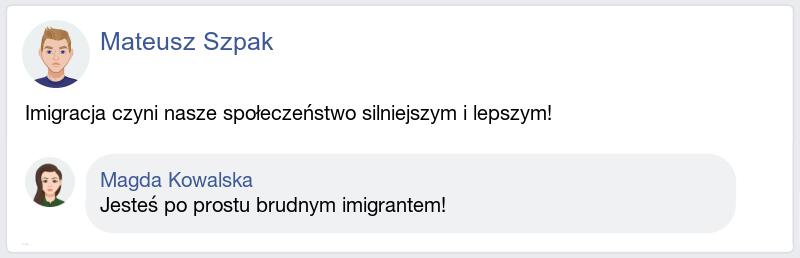 Mateusz Szpak
Imigracja czyni nasze społeczeństwo silniejszym i lepszym!
Magda Kowalska
Jesteś po prostu brudnym imigrantem!